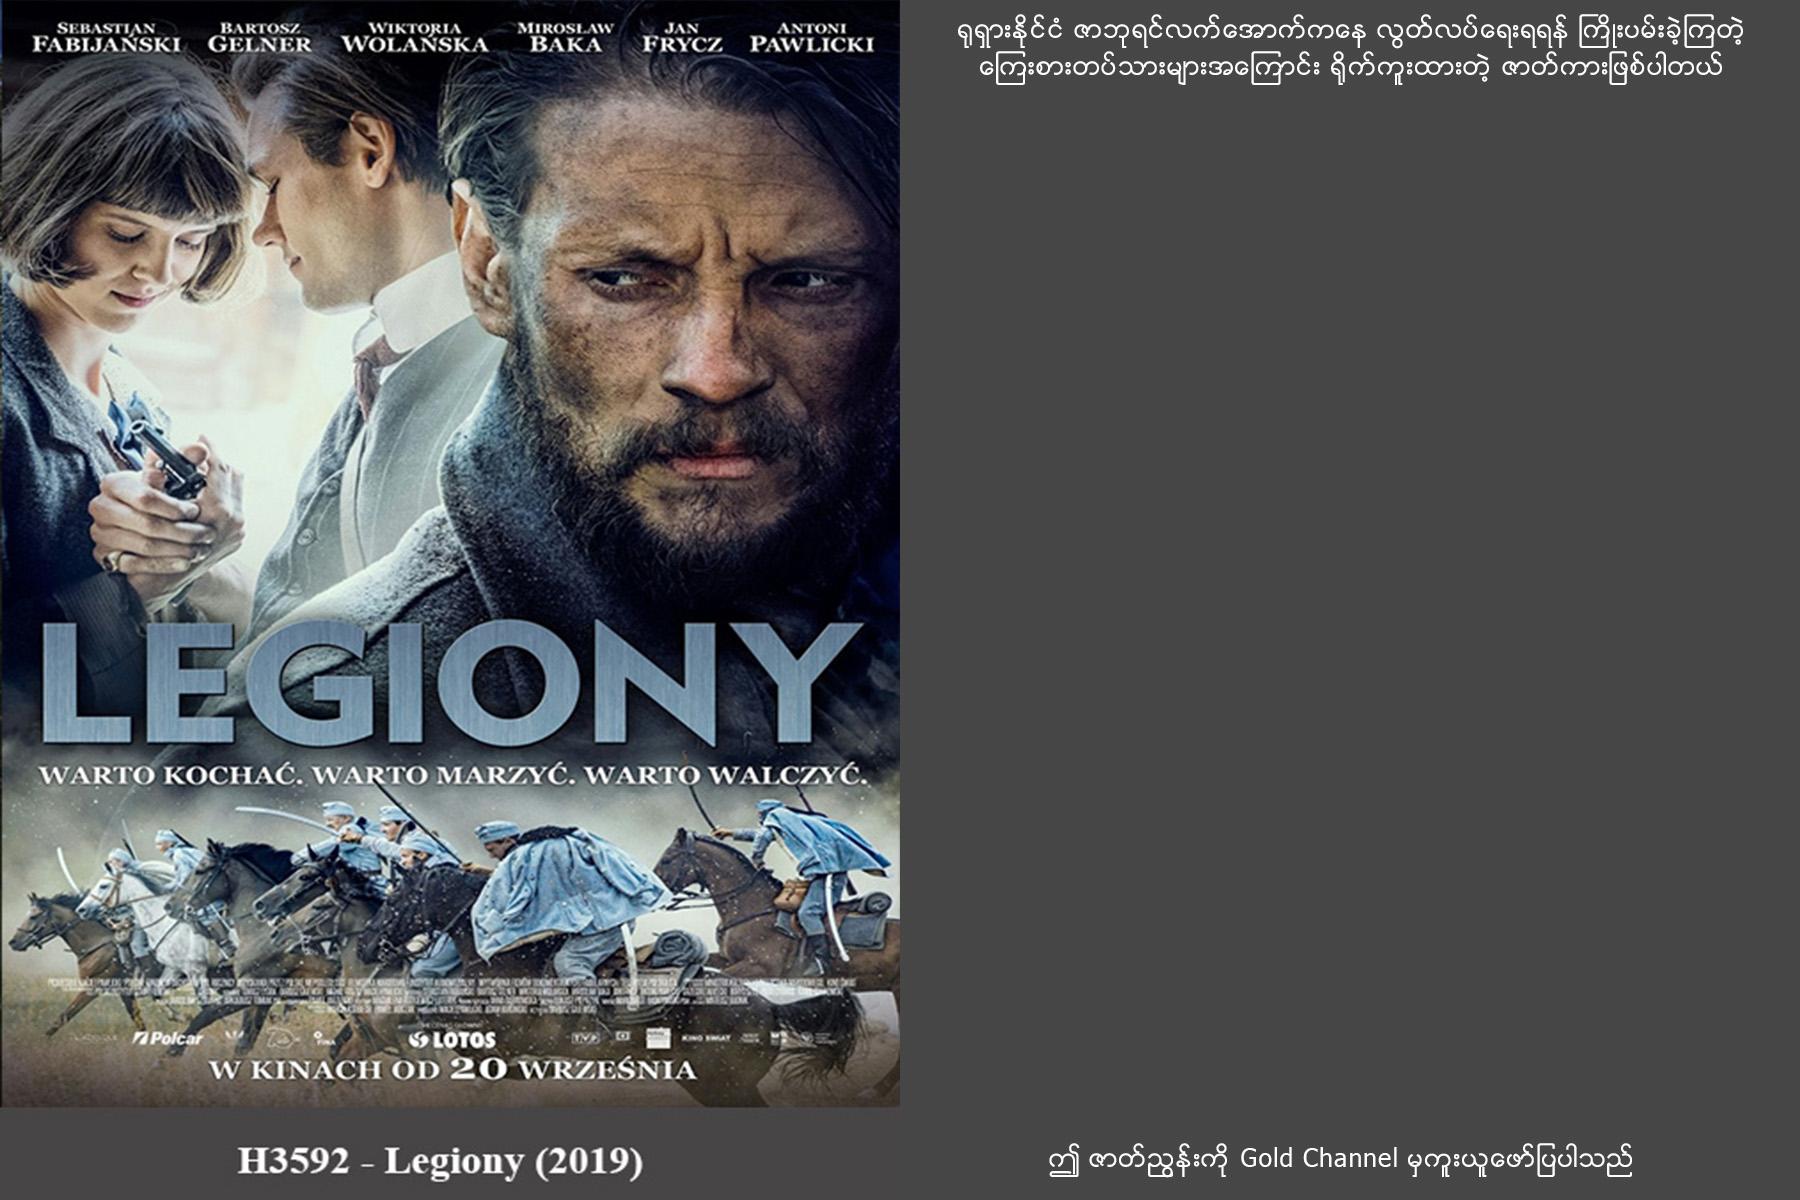 SEBASTIAN FABIJAŃSKI
BARTOSZ GELNER
WIKTORIA WOLAŃSKA
MIROSŁAW BAKA
JAN FRYCZ
ANTONI PAWLICKI
LEGIONY
WARTO KOCHAĆ. WARTO MARZYĆ. WARTO WALCZYĆ.
Polcar
LOTOS
TVP
KINO ŚWIAT
W KINACH OD 20 WRZEŚNIA
H3592 - Legiony (2019)
ရုရှားနိုင်ငံ ဇာဘုရင်လက်အောက်ကနေ လွတ်လပ်ရေးရရန် ကြိုးပမ်းခဲ့ကြတဲ့
ကြေးစားတပ်သားများအကြောင်း ရိုက်ကူးထားတဲ့ ဇာတ်ကားဖြစ်ပါတယ်
ဤ ဇာတ်ညွှန်းကို Gold Channel မှကူးယူဖော်ပြပါသည်